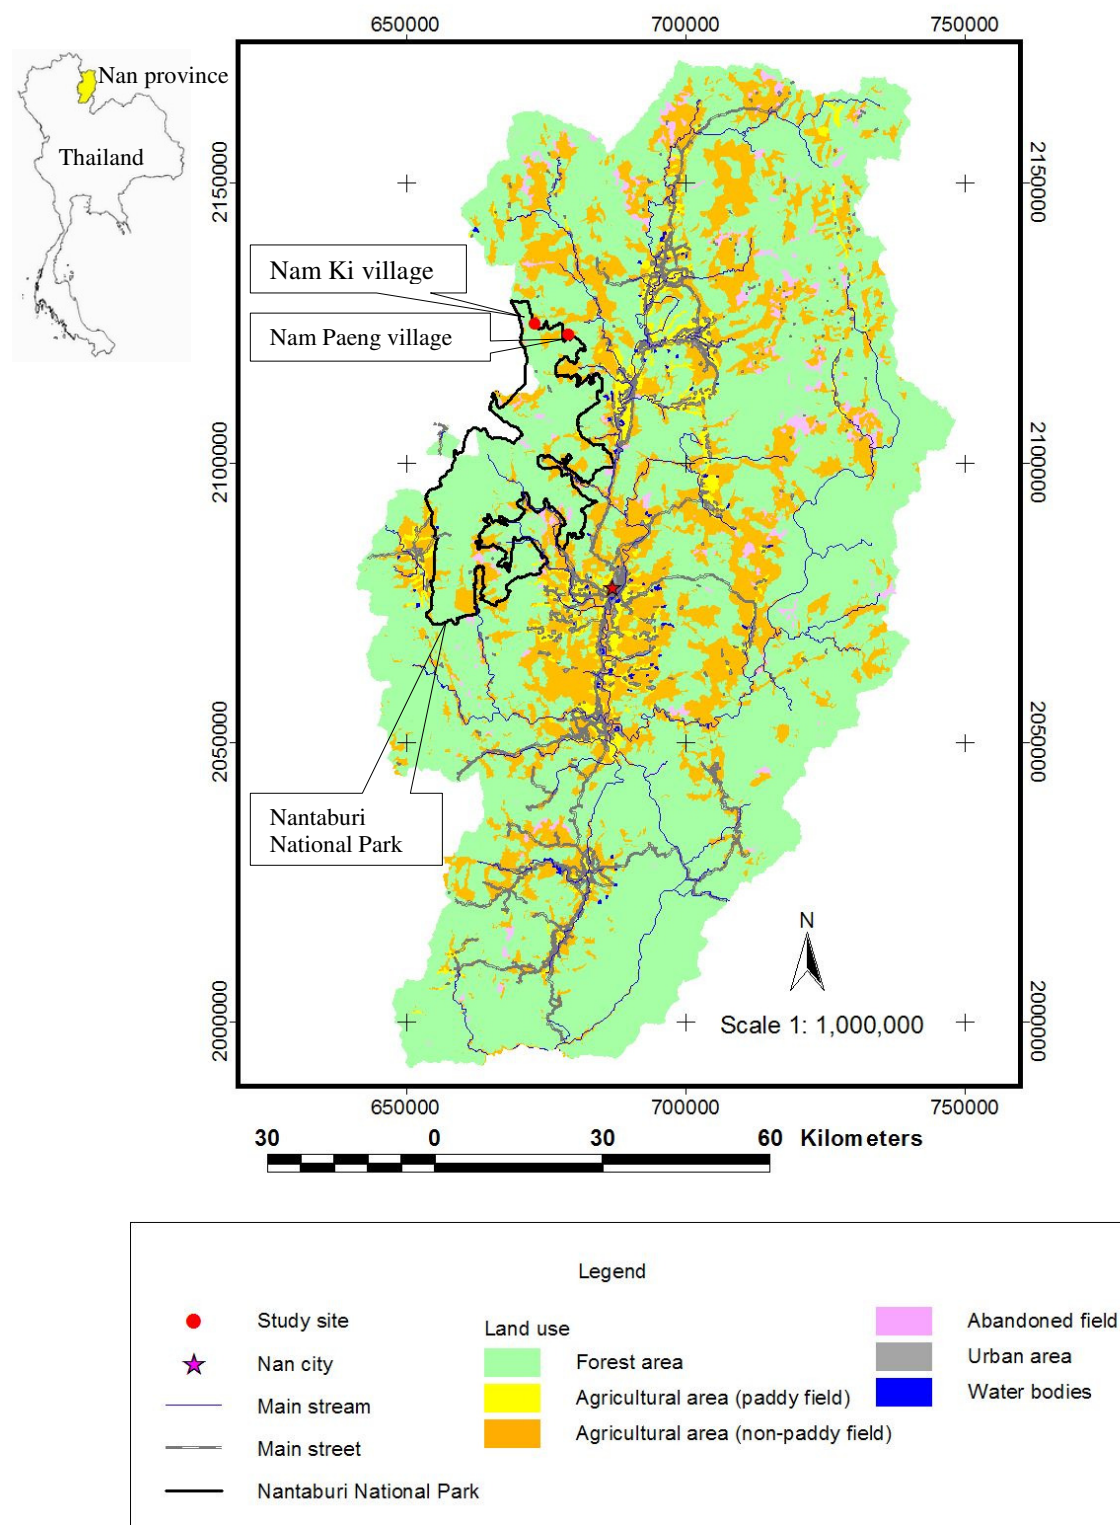 650000
700000
750000
Nan province
Thailand
2150000
2150000
Nam Ki village
Nam Paeng village
2100000
2100000
2050000
2050000
Nantaburi
National Park
N
Scale 1: 1,000,000
2000000
2000000
650000
700000
750000
30
0
30
60
Kilometers
Legend
Study site
Nan city
Main stream
Main street
Nantaburi National Park
Land use
Forest area
Agricultural area (paddy field)
Agricultural area (non-paddy field)
Abandoned field
Urban area
Water bodies